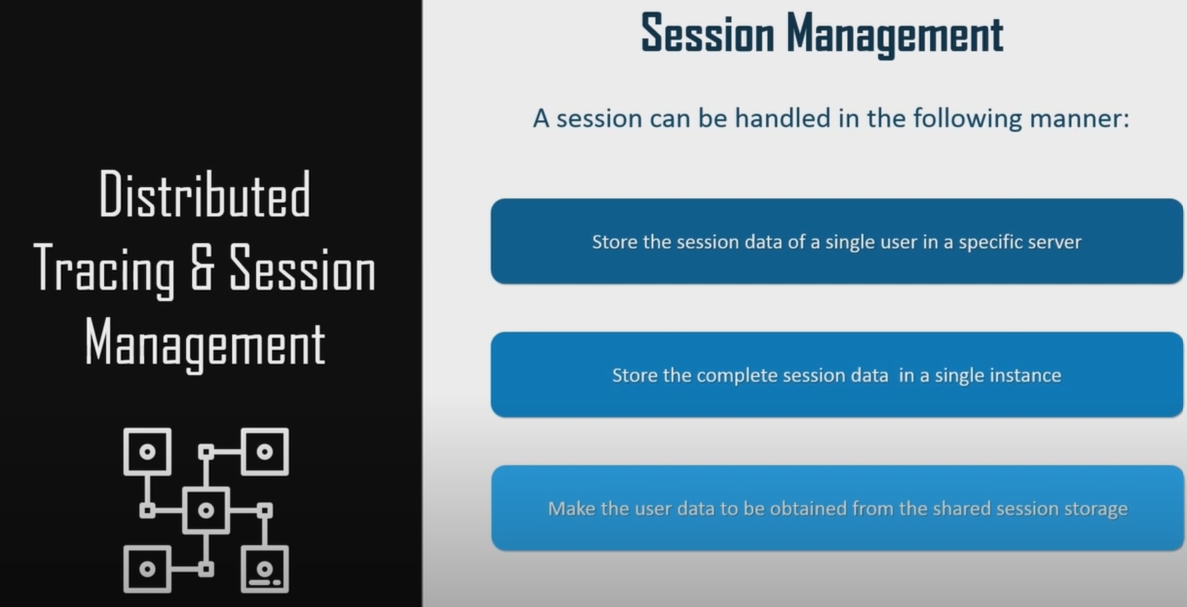 Distributed
Tracing & Session
Management
Session Management
A session can be handled in the following manner:
Store the session data of a single user in a specific server
Store the complete session data  in a single instance
Make the user data to be obtained from the shared session storage